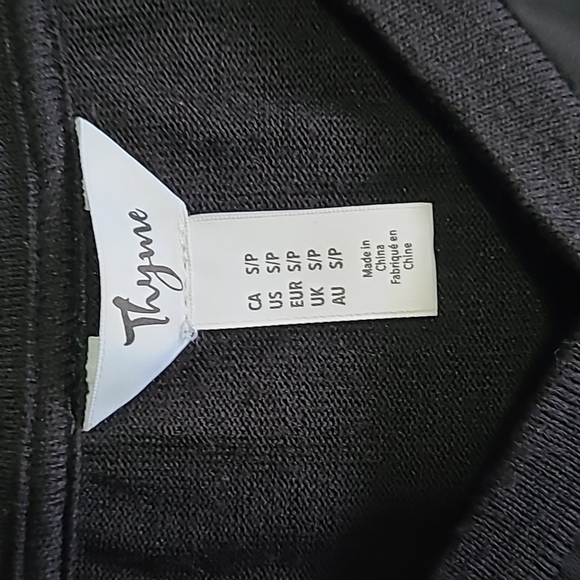 Thyme
CA S/P
US S/P
EUR S/P
UK S/P
AU S/P
Made in
China
Fabriqué en
Chine